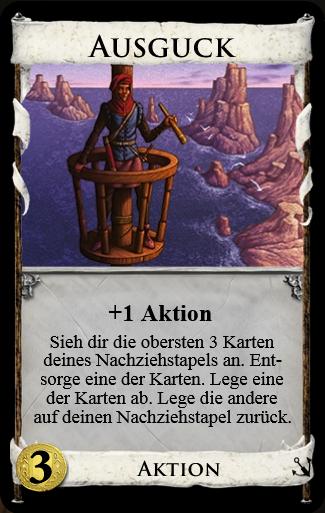 AUSGUCK
+1 Aktion
Sieh dir die obersten 3 Karten
deines Nachziehstapels an. Ent-
sorge eine der Karten. Lege eine
der Karten ab. Lege die andere
auf deinen Nachziehstapel zurück.
3
AKTION